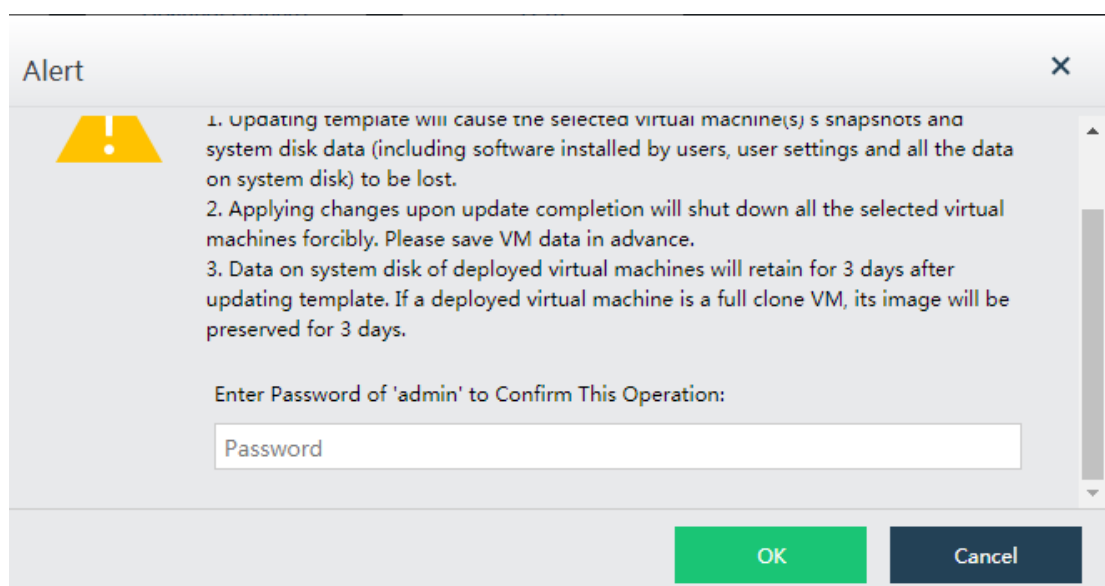 Alert
1. Updating template will cause the selected virtual machine(s) s snapshots and
system disk data (including software installed by users, user settings and all the data
on system disk) to be lost.
2. Applying changes upon update completion will shut down all the selected virtual
machines forcibly. Please save VM data in advance.
3. Data on system disk of deployed virtual machines will retain for 3 days after
updating template. If a deployed virtual machine is a full clone VM, its image will be
preserved for 3 days.
Enter Password of 'admin' to Confirm This Operation:
Password
OK
Cancel